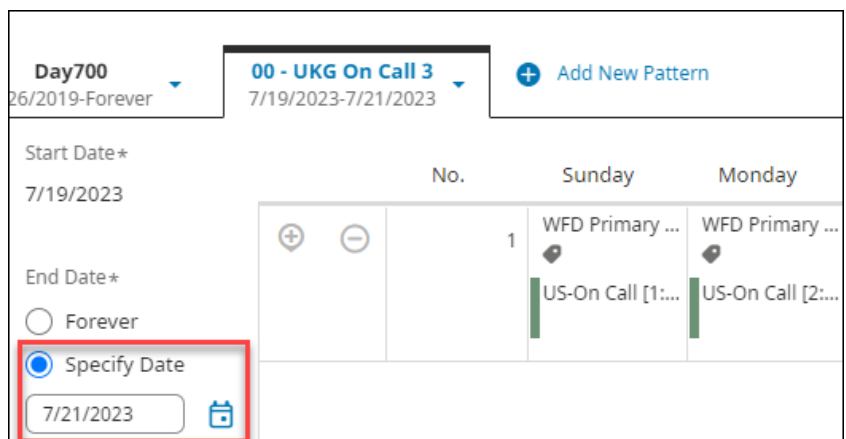 Day700
26/2019-Forever
00 - UKG On Call 3
7/19/2023-7/21/2023
Add New Pattern
Start Date*
7/19/2023
No.
Sunday
Monday
1
WFD Primary ...
WFD Primary ...
US-On Call [1:...
US-On Call [2:...
End Date*
Forever
Specify Date
7/21/2023